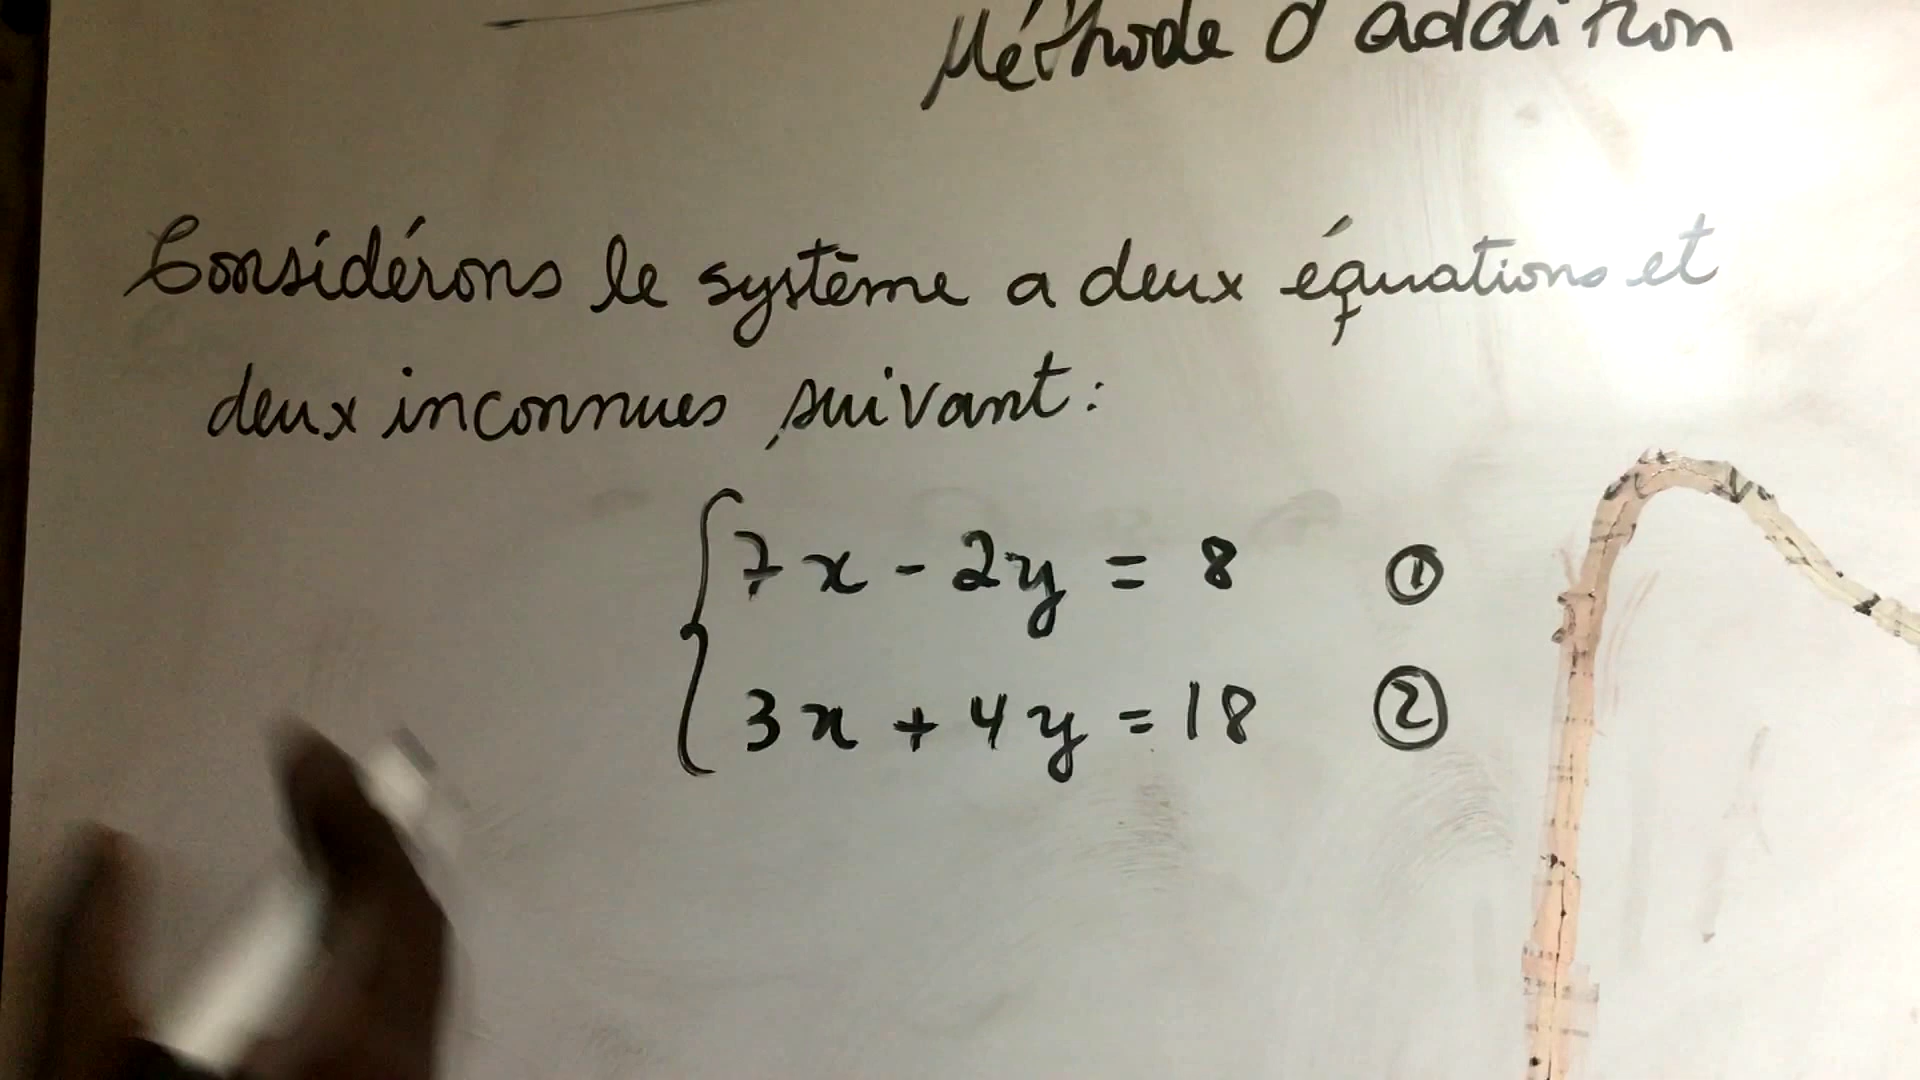 Méthode d'addition
Considérons le système a deux équations et
deux inconnues suivant:
7x - 2y = 8 ①
3x + 4y = 18 ②